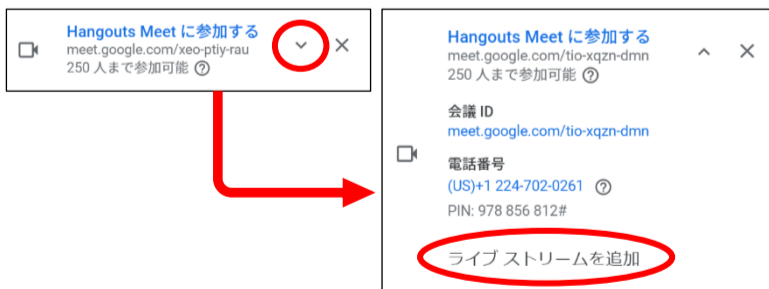 Hangouts Meet に参加する
meet.google.com/xeo-ptiy-rau
250 人まで参加可能 ?
Hangouts Meet に参加する
meet.google.com/tio-xqzn-dmn
250 人まで参加可能 ?
会議 ID
meet.google.com/tio-xqzn-dmn
電話番号
(US)+1 224-702-0261 ?
PIN: 978 856 812#
ライブ ストリームを追加